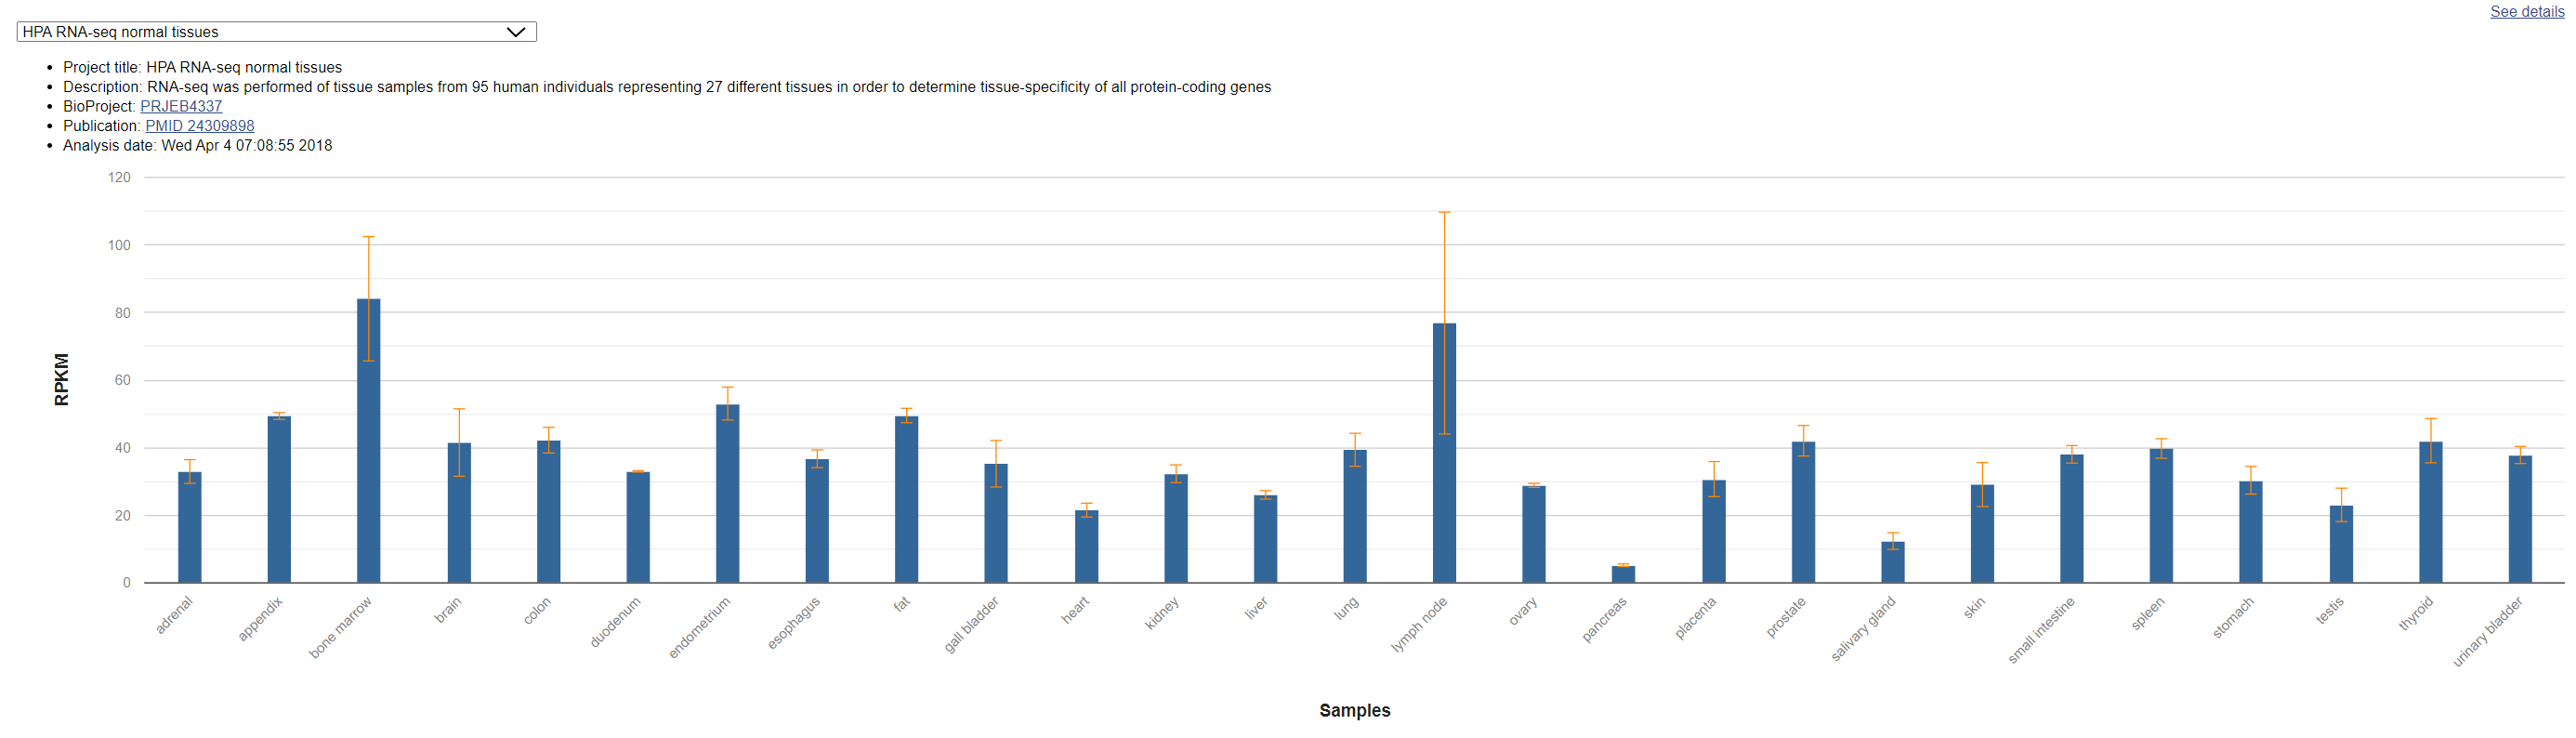 See details
HPA RNA-seq normal tissues
• Project title: HPA RNA-seq normal tissues
• Description: RNA-seq was performed of tissue samples from 95 human individuals representing 27 different tissues in order to determine tissue-specificity of all protein-coding genes
• BioProject: PRJEB4337
• Publication: PMID 24309898
• Analysis date: Wed Apr 4 07:08:55 2018
120
100
80
60
40
20
0
RPKM
adrenal
appendix
bone marrow
brain
colon
duodenum
endometrium
esophagus
fat
gall bladder
heart
kidney
liver
lung
lymph node
ovary
pancreas
placenta
prostate
salivary gland
skin
small intestine
spleen
stomach
testis
thyroid
urinary bladder
Samples